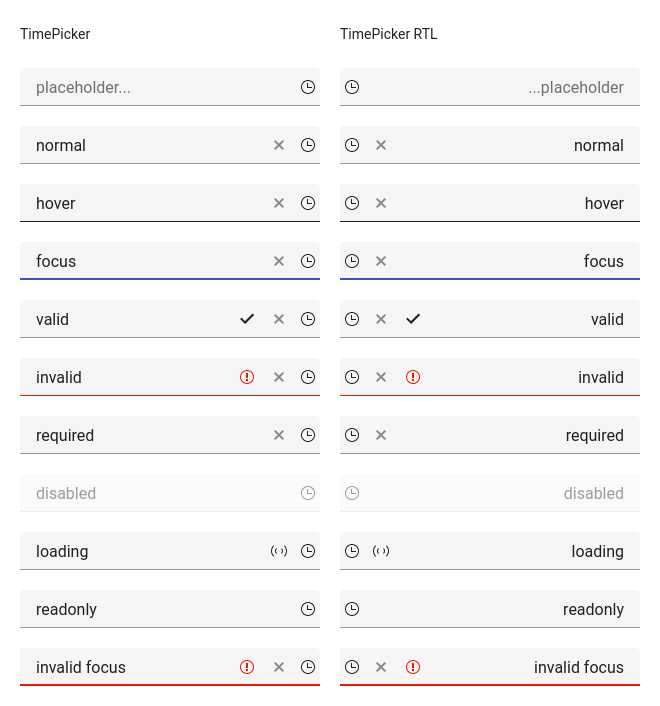 TimePicker
placeholder...
normal
hover
focus
valid
invalid
required
disabled
loading
readonly
invalid focus
TimePicker RTL
...placeholder
normal
hover
focus
valid
invalid
required
disabled
loading
readonly
invalid focus